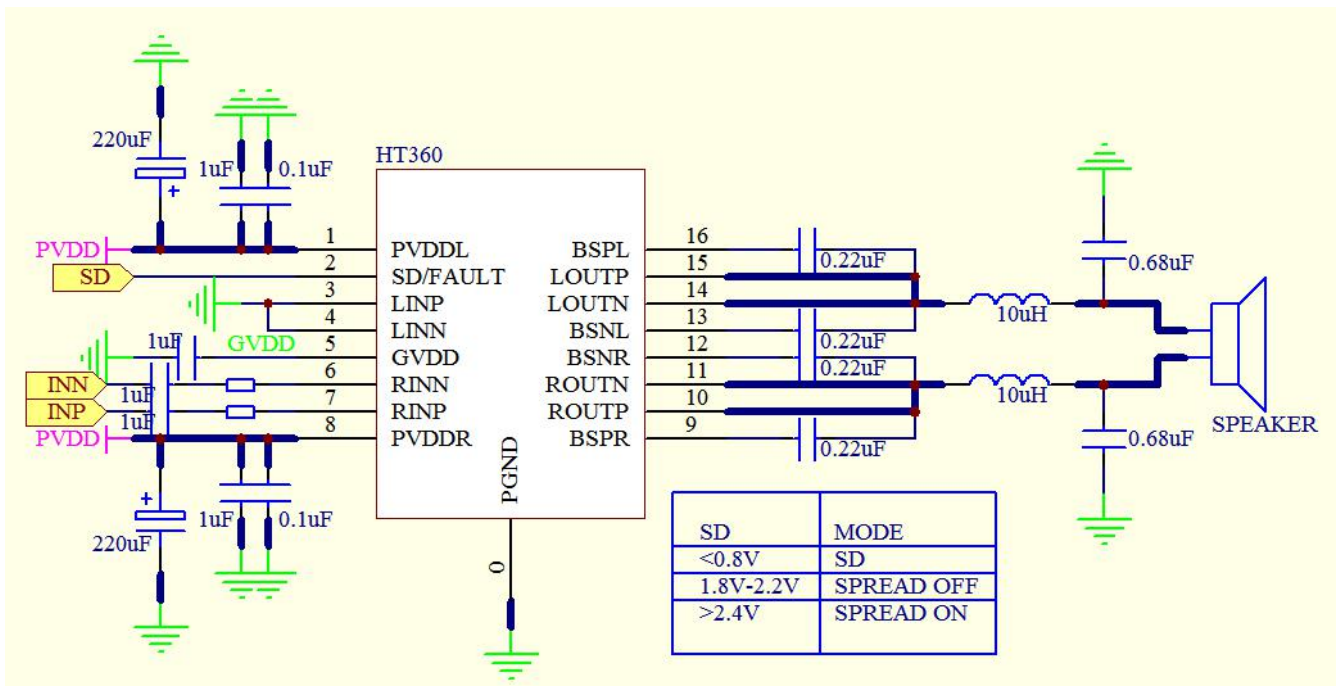 220uF
1uF
0.1uF
HT360
PVDD
SD
1
2
3
4
5
6
7
8
PVDDL
SD/FAULT
LINP
LINN
GVDD
RINN
RINP
PVDDR
BSPL
LOUTP
LOUTN
BSNL
BSNR
ROUTN
ROUTP
BSPR
16
15
14
13
12
11
10
9
0.22uF
0.22uF
0.22uF
0.22uF
10uH
10uH
0.68uF
0.68uF
SPEAKER
1uF
GVDD
INN
1uF
INP
1uF
PVDD
1uF
0.1uF
220uF
PGND
0
SD MODE
<0.8V SD
1.8V-2.2V SPREAD OFF
>2.4V SPREAD ON
+
+